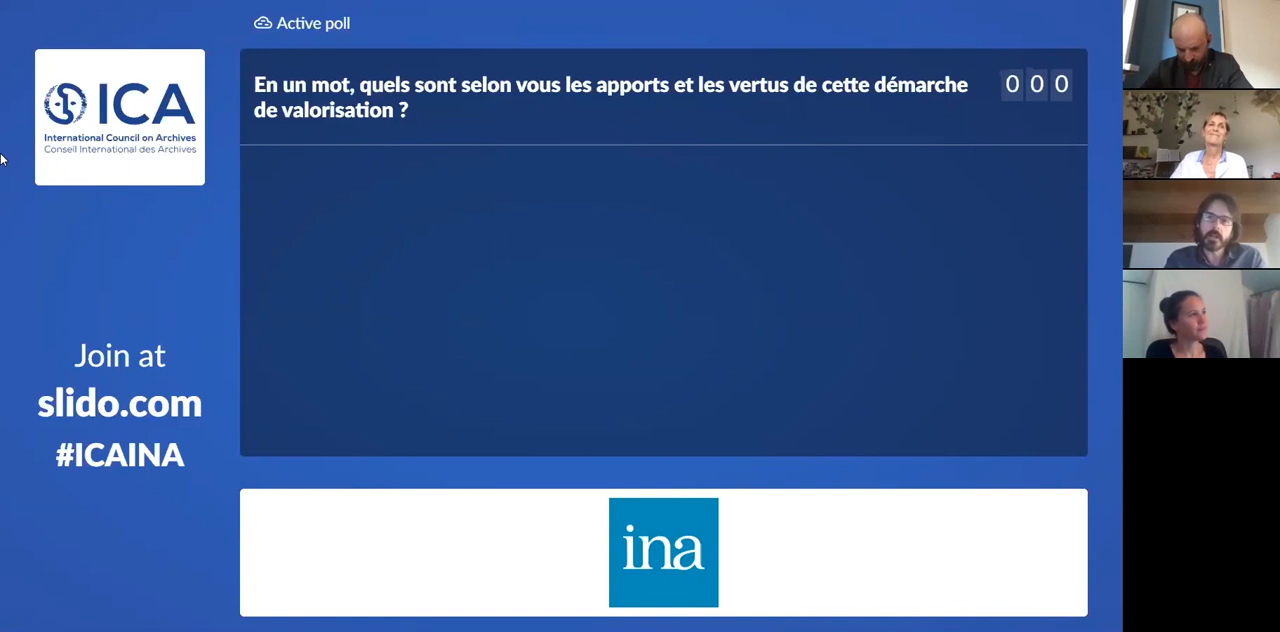 Active poll
ICA
International Council on Archives
Conseil International des Archives
En un mot, quels sont selon vous les apports et les vertus de cette démarche
de valorisation ?
0 0 0
Join at
slido.com
#ICAINA
ina